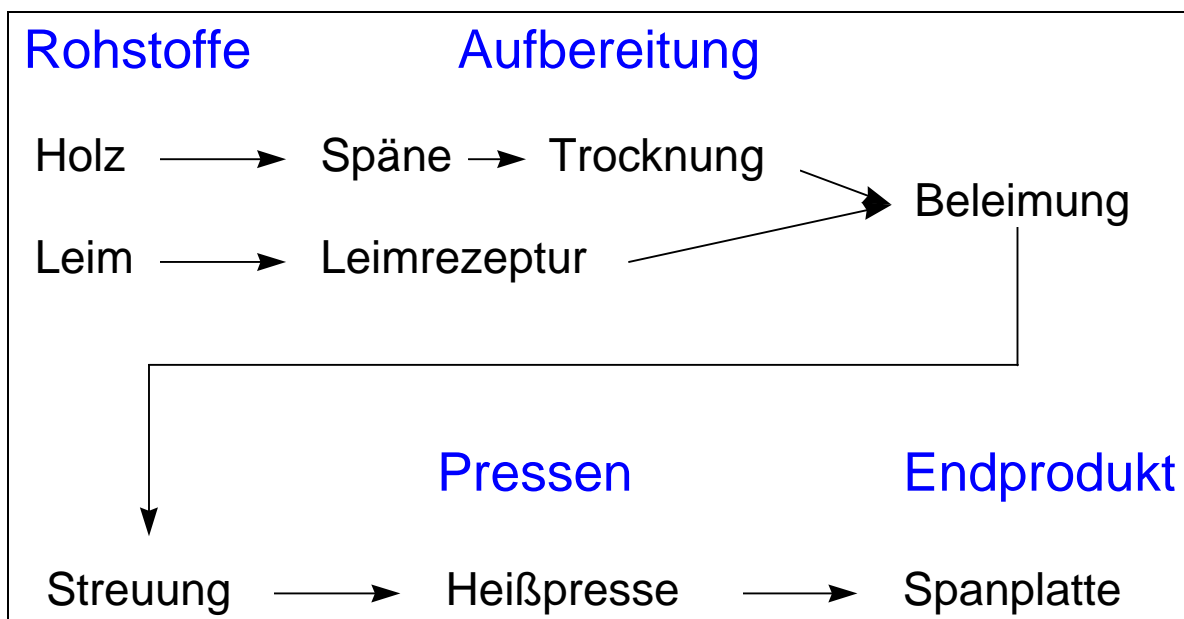 Rohstoffe Aufbereitung
Holz Späne Trocknung
Beleimung
Leim Leimrezeptur
Pressen Endprodukt
Streuung Heißpresse Spanplatte